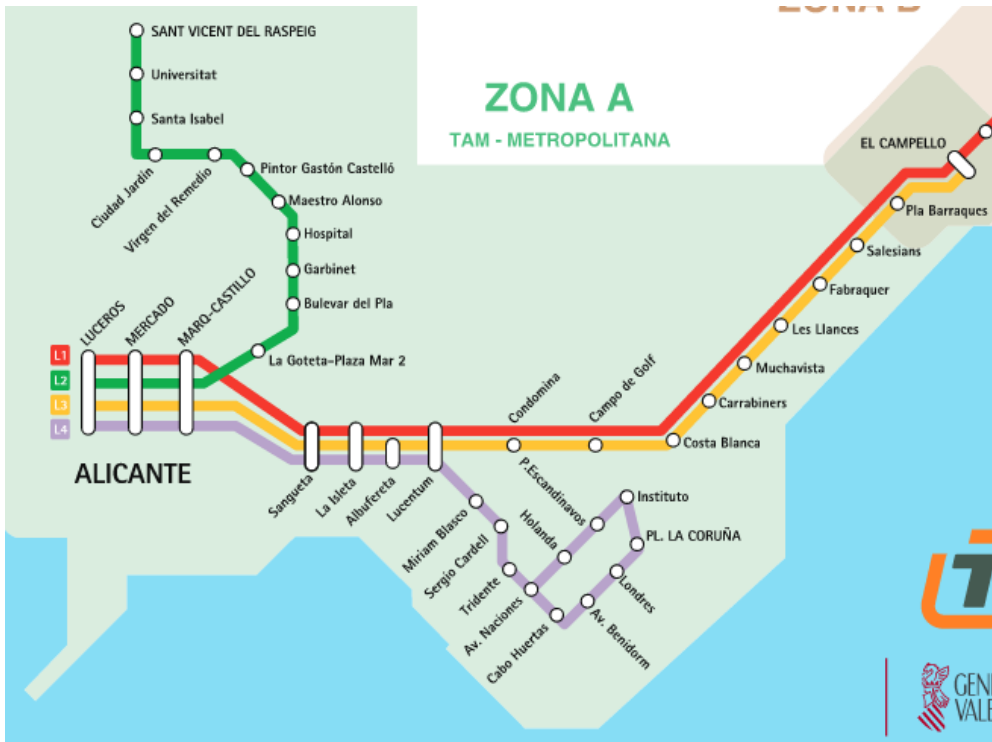 ZONA B
SANT VICENT DEL RASPEIG
Universitat
Santa Isabel
Ciudad Jardín
Virgen del Remedio
Pintor Gastón Castelló
Maestro Alonso
Hospital
Garbinet
Bulevar del Pla
La Goteta-Plaza Mar 2
ZONA A
TAM - METROPOLITANA
EL CAMPELLO
Pla Barraques
Salesians
Fabraquer
Les Llances
Muchavista
Carrabiners
Costa Blanca
Campo de Golf
Condomina
LUCEROS
MERCADO
MARQ-CASTILLO
L1
L2
L3
L4
ALICANTE
Sangueta
La Isleta
Albufereta
Lucentum
Miriam Blasco
Sergio Cardell
Tridente
Av. Naciones
Cabo Huertas
Holanda
P.Escandinavos
Instituto
PL. LA CORUÑA
Londres
Av. Benidorm
T
GEN
VALE